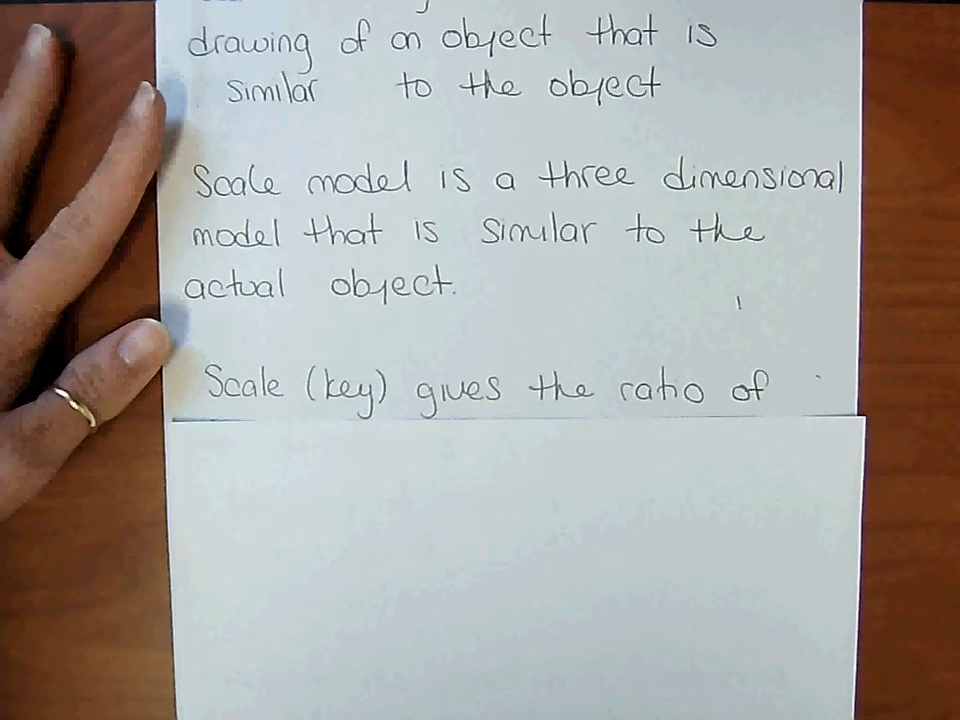 drawing of an object that is
similar to the object
Scale model is a three dimensional
model that is similar to the
actual object.
Scale (key) gives the ratio of